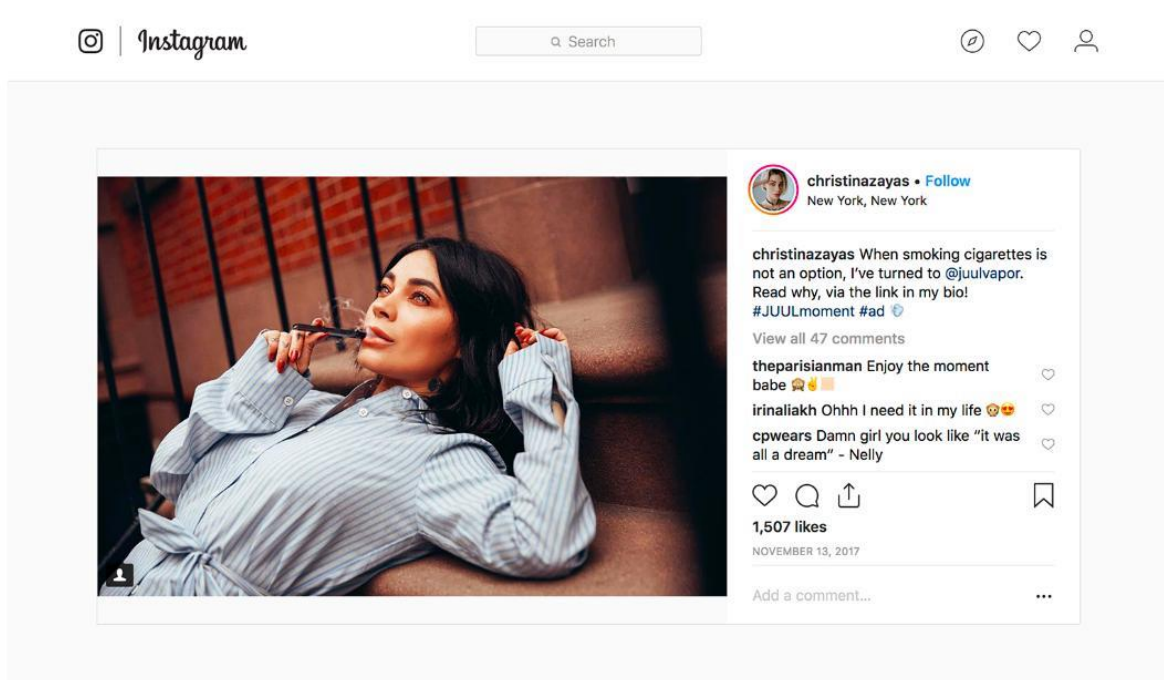 Instagram
Search
christinazayas • Follow
New York, New York
christinazayas When smoking cigarettes is
not an option, I've turned to @juulvapor.
Read why, via the link in my bio!
#JUULmoment #ad 💨
View all 47 comments
theparisianman Enjoy the moment
babe 🙈✌️🏻
irinaliakh Ohhh I need it in my life 🐵😍
cpwears Damn girl you look like "it was
all a dream" - Nelly
1,507 likes
NOVEMBER 13, 2017
Add a comment...